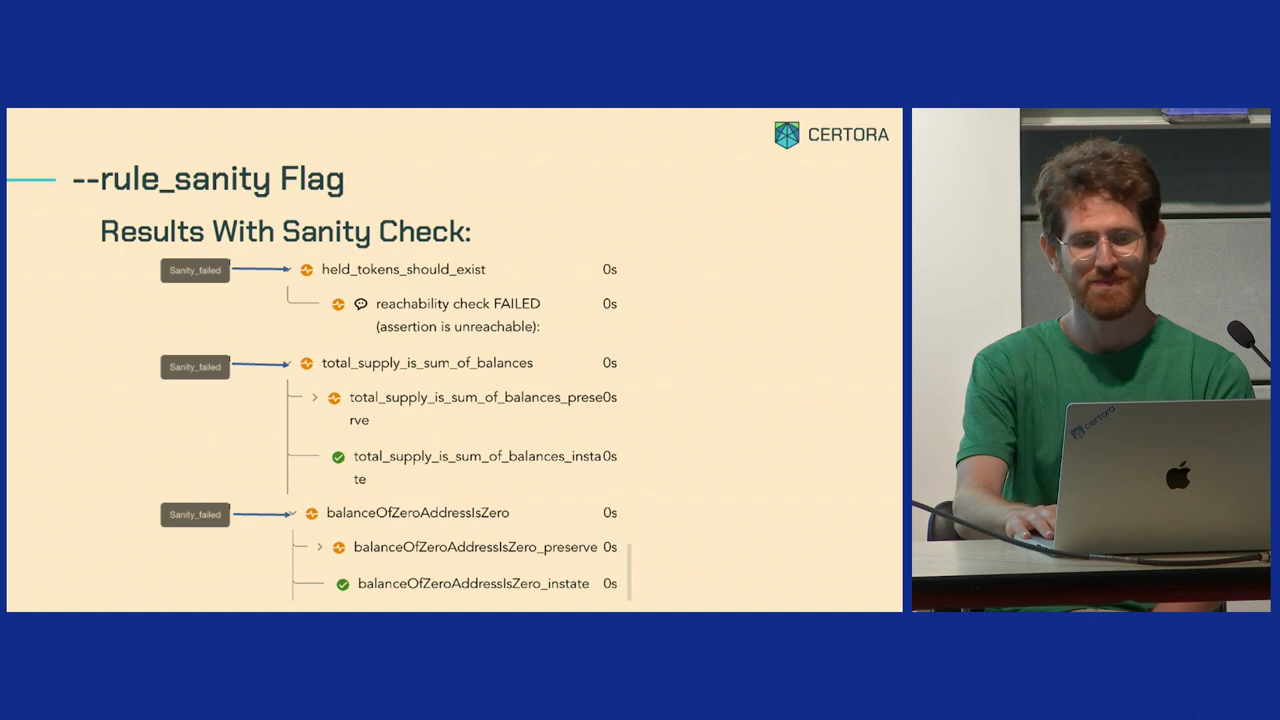 CERTORA
--rule_sanity Flag
Results With Sanity Check:
Sanity_failed held_tokens_should_exist 0s
reachability check FAILED 0s
(assertion is unreachable):
Sanity_failed total_supply_is_sum_of_balances 0s
total_supply_is_sum_of_balances_prese0s
rve
total_supply_is_sum_of_balances_insta0s
te
Sanity_failed balanceOfZeroAddressIsZero 0s
balanceOfZeroAddressIsZero_preserve 0s
balanceOfZeroAddressIsZero_instate 0s
certora